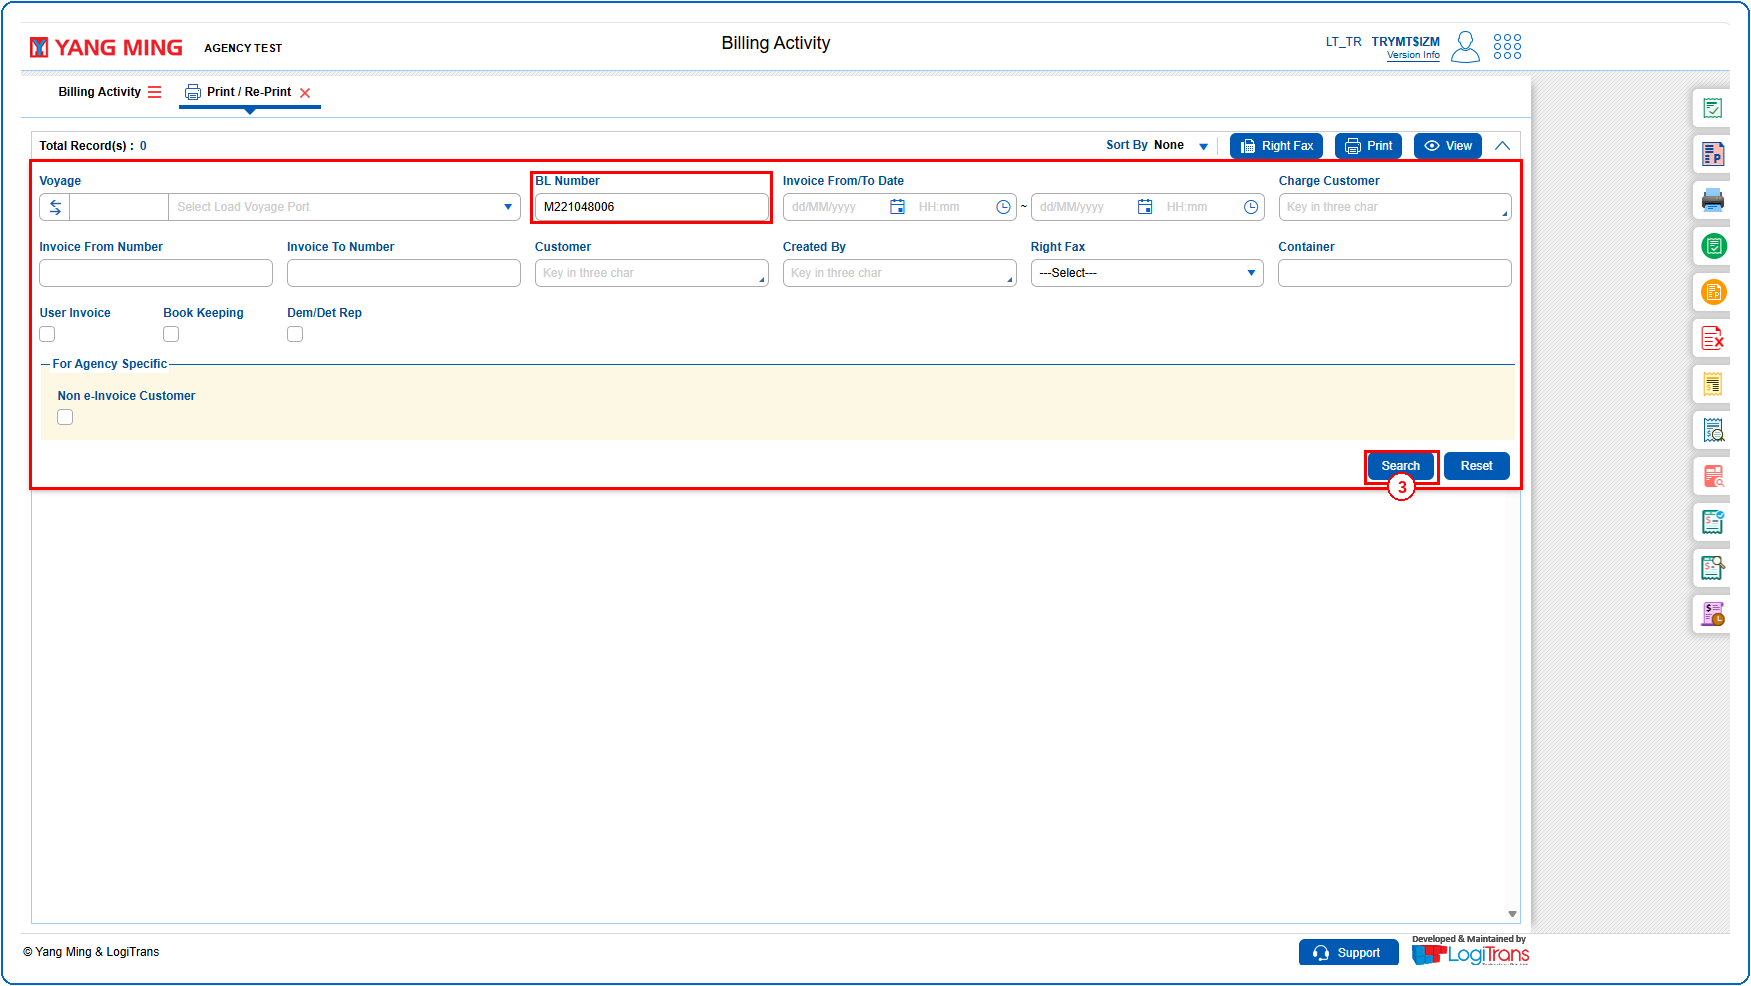 YANG MING
AGENCY TEST
Billing Activity
LT_TR TRYMT$IZM
Version Info
Billing Activity
Print / Re-Print
Total Record(s) : 0
Sort By None
Right Fax
Print
View
Voyage
BL Number
Invoice From/To Date
Charge Customer
Select Load Voyage Port
M221048006
dd/MM/yyyy
HH:mm
~
dd/MM/yyyy
HH:mm
Key in three char
Invoice From Number
Invoice To Number
Customer
Created By
Right Fax
Container
Key in three char
Key in three char
---Select---
User Invoice
Book Keeping
Dem/Det Rep
For Agency Specific
Non e-Invoice Customer
Search
Reset
3
© Yang Ming & LogiTrans
Support
Developed & Maintained by
LogiTrans